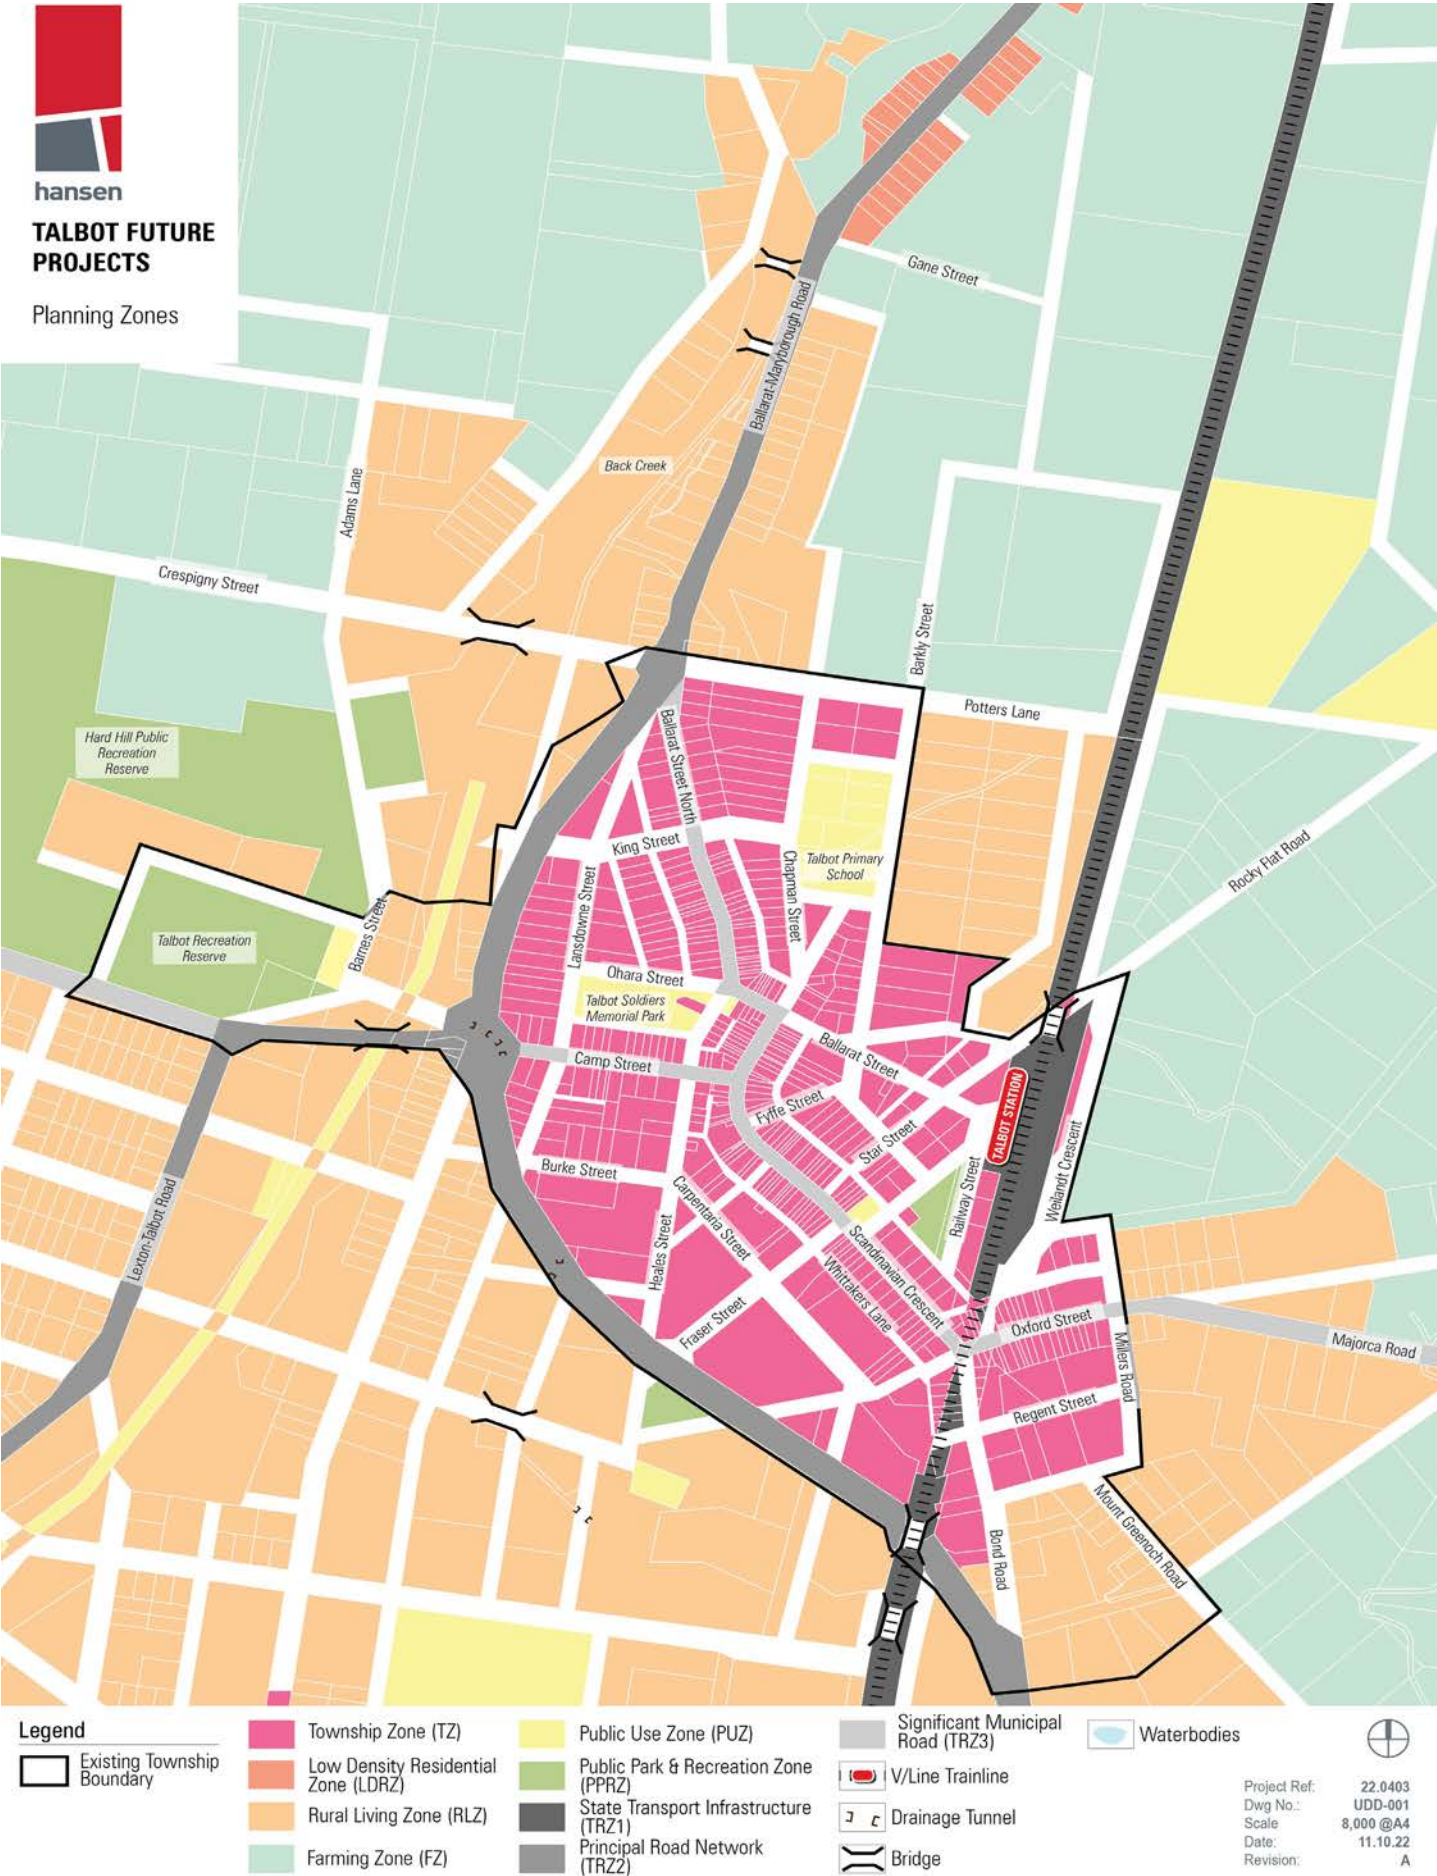 hansen
TALBOT FUTURE
PROJECTS
Planning Zones
Gane Street
Ballarat-Maryborough Road
Back Creek
Adams Lane
Crespigny Street
Barkly Street
Potters Lane
Hard Hill Public
Recreation
Reserve
Ballarat Street North
King Street
Chapman Street
Talbot Primary
School
Rocky Flat Road
Lansdowne Street
Barnes Street
Talbot Recreation
Reserve
Ohara Street
Talbot Soldiers
Memorial Park
Camp Street
Ballarat Street
Fyffe Street
Star Street
TALBOT STATION
Weilandt Crescent
Railway Street
Burke Street
Carpentaria Street
Heales Street
Lexton-Talbot Road
Scandinavian Crescent
Whittakers Lane
Fraser Street
Oxford Street
Millers Road
Majorca Road
Regent Street
Mount Greenoch Road
Bond Road
Legend
Existing Township
Boundary
Township Zone (TZ)
Low Density Residential
Zone (LDRZ)
Rural Living Zone (RLZ)
Farming Zone (FZ)
Public Use Zone (PUZ)
Public Park & Recreation Zone
(PPRZ)
State Transport Infrastructure
(TRZ1)
Principal Road Network
(TRZ2)
Significant Municipal
Road (TRZ3)
V/Line Trainline
Drainage Tunnel
Bridge
Waterbodies
Project Ref: 22.0403
Dwg No.: UDD-001
Scale 8,000 @A4
Date: 11.10.22
Revision: A